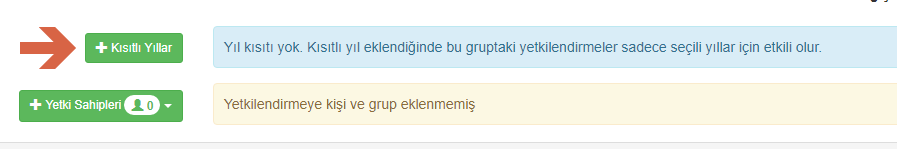 Kısıtlı Yıllar
Yıl kısıtı yok. Kısıtlı yıl eklendiğinde bu gruptaki yetkilendirmeler sadece seçili yıllar için etkili olur.
Yetki Sahipleri 0
Yetkilendirmeye kişi ve grup eklenmemiş